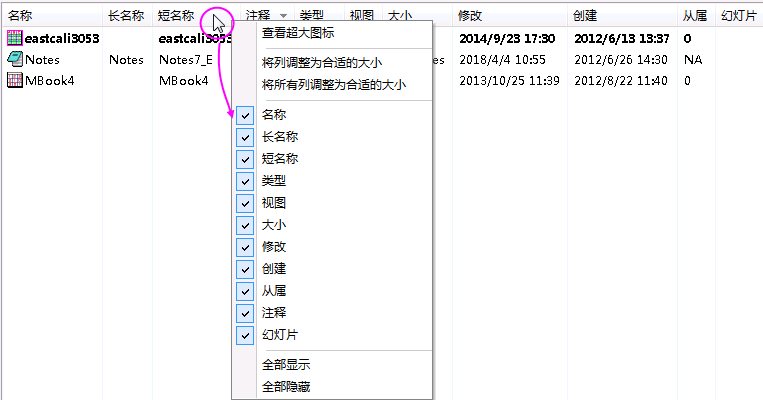 名称 长名称 短名称 注释 类型 视图 大小 修改 创建 从属 幻灯片
eastcali3053 eastcali3053 2014/9/23 17:30 2012/6/13 13:37 0
Notes Notes Notes7_E es 2018/4/4 10:55 2012/6/26 14:30 NA
MBook4 MBook4 2013/10/25 11:39 2012/8/22 11:40 0
查看超大图标
将列调整为合适的大小
将所有列调整为合适的大小
名称
长名称
短名称
类型
视图
大小
修改
创建
从属
注释
幻灯片
全部显示
全部隐藏